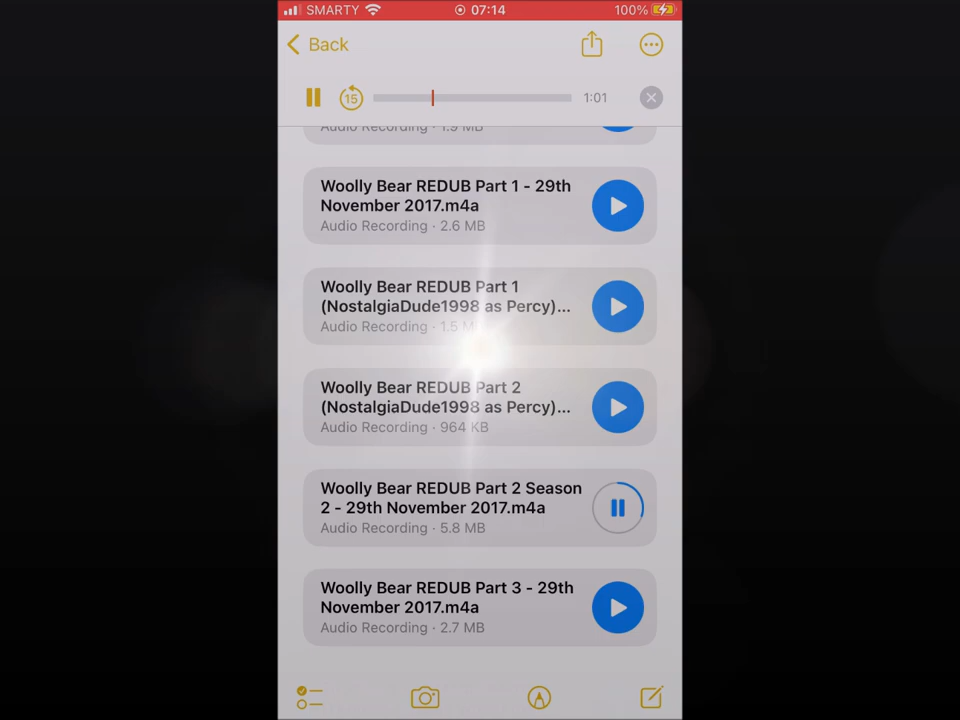 SMARTY 07:14 100%
Back
15 1:01
Audio Recording · 1.9 MB
Woolly Bear REDUB Part 1 - 29th
November 2017.m4a
Audio Recording · 2.6 MB
Woolly Bear REDUB Part 1
(NostalgiaDude1998 as Percy)...
Audio Recording · 1.5 MB
Woolly Bear REDUB Part 2
(NostalgiaDude1998 as Percy)...
Audio Recording · 964 KB
Woolly Bear REDUB Part 2 Season
2 - 29th November 2017.m4a
Audio Recording · 5.8 MB
Woolly Bear REDUB Part 3 - 29th
November 2017.m4a
Audio Recording · 2.7 MB